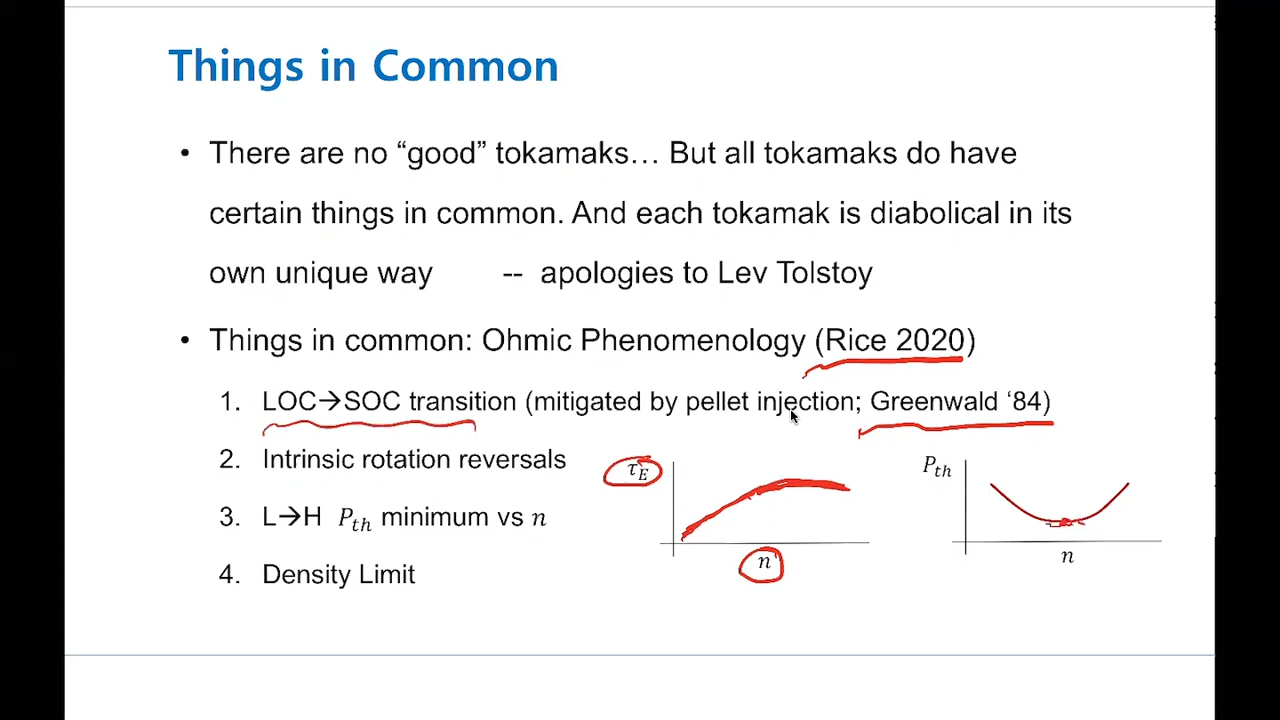 Things in Common
• There are no “good” tokamaks… But all tokamaks do have
certain things in common. And each tokamak is diabolical in its
own unique way -- apologies to Lev Tolstoy
• Things in common: Ohmic Phenomenology (Rice 2020)
1. LOC→SOC transition (mitigated by pellet injection; Greenwald ‘84)
2. Intrinsic rotation reversals
3. L→H P_th minimum vs n
4. Density Limit
τ_E
n
P_th
n